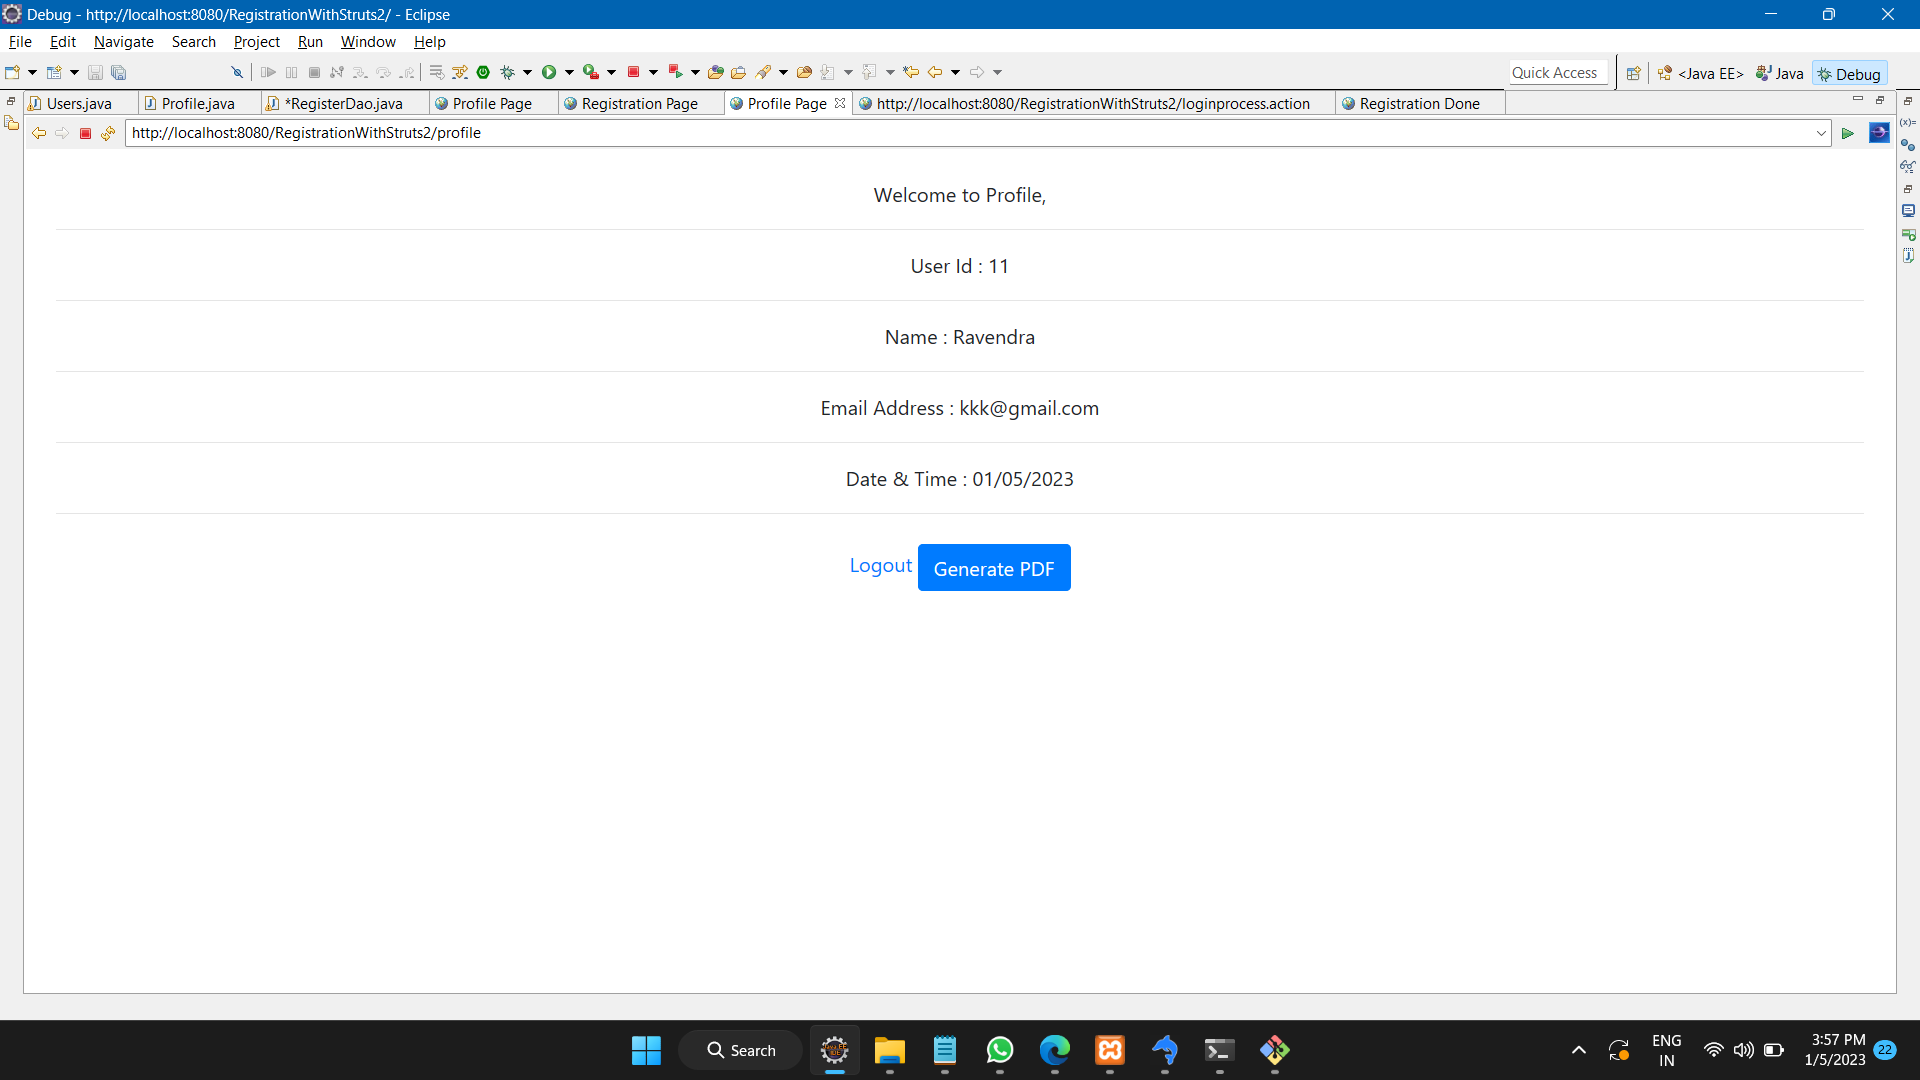 Debug - http://localhost:8080/RegistrationWithStruts2/ - Eclipse
File Edit Navigate Search Project Run Window Help
Quick Access <Java EE> Java Debug
Users.java Profile.java *RegisterDao.java Profile Page Registration Page Profile Page http://localhost:8080/RegistrationWithStruts2/loginprocess.action Registration Done
http://localhost:8080/RegistrationWithStruts2/profile
Welcome to Profile,
User Id : 11
Name : Ravendra
Email Address : kkk@gmail.com
Date & Time : 01/05/2023
Logout Generate PDF
Search
ENG
IN
3:57 PM
1/5/2023
22